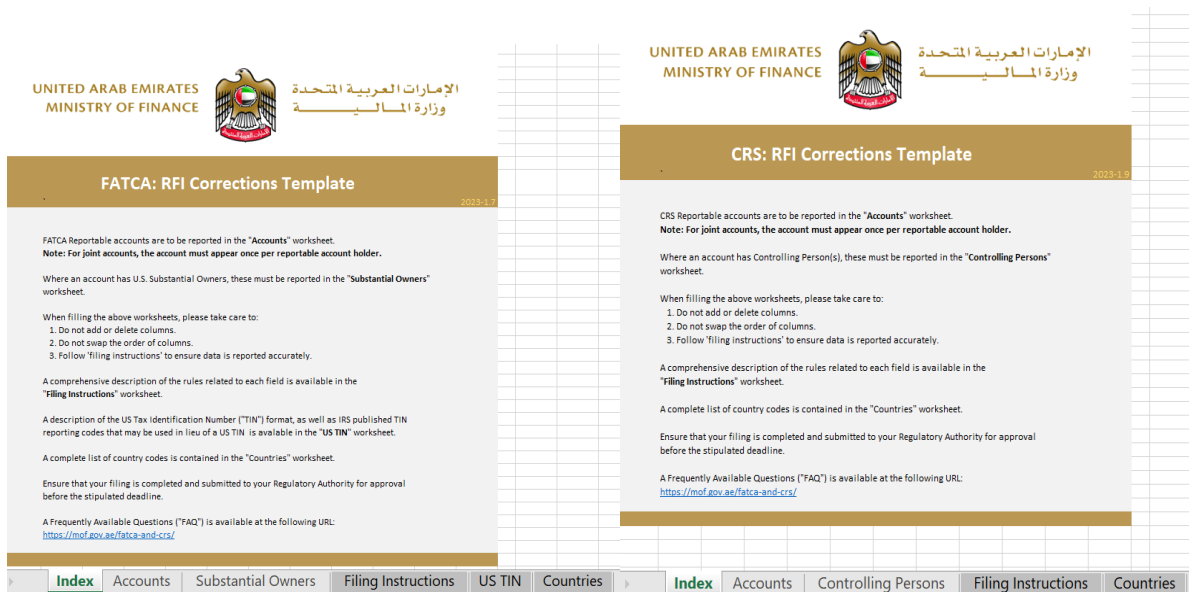 UNITED ARAB EMIRATES
MINISTRY OF FINANCE
الإمارات العربية المتحدة
وزارة المالية
FATCA: RFI Corrections Template
2023-1.7
FATCA Reportable accounts are to be reported in the "Accounts" worksheet.
Note: For joint accounts, the account must appear once per reportable account holder.
Where an account has U.S. Substantial Owners, these must be reported in the "Substantial Owners"
worksheet.
When filling the above worksheets, please take care to:
1. Do not add or delete columns.
2. Do not swap the order of columns.
3. Follow 'filing instructions' to ensure data is reported accurately.
A comprehensive description of the rules related to each field is available in the
"Filing Instructions" worksheet.
A description of the US Tax Identification Number ("TIN") format, as well as IRS published TIN
reporting codes that may be used in lieu of a US TIN is avalable in the "US TIN" worksheet.
A complete list of country codes is contained in the "Countries" worksheet.
Ensure that your filing is completed and submitted to your Regulatory Authority for approval
before the stipulated deadline.
A Frequently Available Questions ("FAQ") is available at the following URL:
https://mof.gov.ae/fatca-and-crs/
Index Accounts Substantial Owners Filing Instructions US TIN Countries
UNITED ARAB EMIRATES
MINISTRY OF FINANCE
الإمارات العربية المتحدة
وزارة المالية
CRS: RFI Corrections Template
2023-1.9
CRS Reportable accounts are to be reported in the "Accounts" worksheet.
Note: For joint accounts, the account must appear once per reportable account holder.
Where an account has Controlling Person(s), these must be reported in the "Controlling Persons"
worksheet.
When filling the above worksheets, please take care to:
1. Do not add or delete columns.
2. Do not swap the order of columns.
3. Follow 'filing instructions' to ensure data is reported accurately.
A comprehensive description of the rules related to each field is available in the
"Filing Instructions" worksheet.
A complete list of country codes is contained in the "Countries" worksheet.
Ensure that your filing is completed and submitted to your Regulatory Authority for approval
before the stipulated deadline.
A Frequently Available Questions ("FAQ") is available at the following URL:
https://mof.gov.ae/fatca-and-crs/
Index Accounts Controlling Persons Filing Instructions Countries